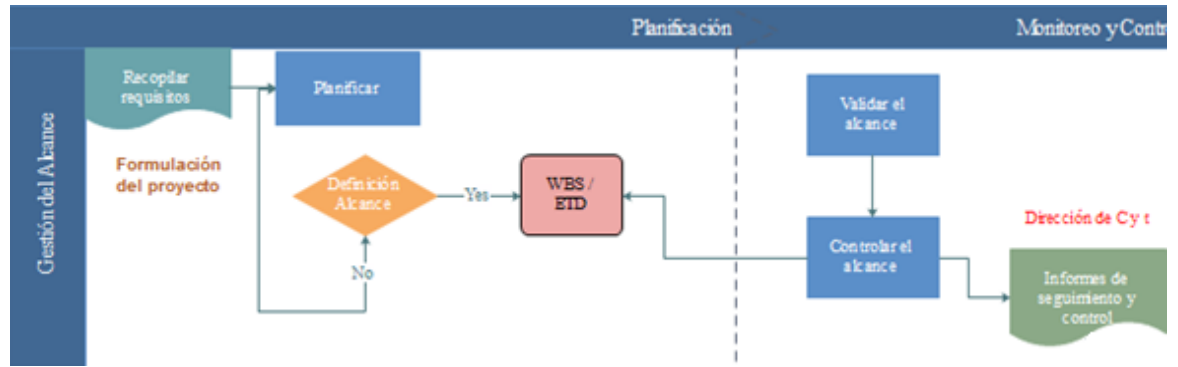 Planificación
Monitoreo y Contr
Gestión del Alcance
Recopilar
requisitos
Planificar
Formulación
del proyecto
Definición
Alcance
Yes
No
WBS /
ETD
Validar el
alcance
Controlar el
alcance
Dirección de C y t
Informes de
seguimiento y
control